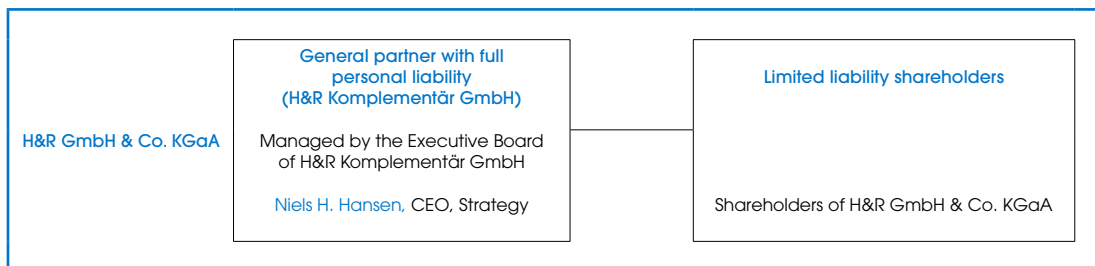 H&R GmbH & Co. KGaA
General partner with full
personal liability
(H&R Komplementär GmbH)
Managed by the Executive Board
of H&R Komplementär GmbH
Niels H. Hansen, CEO, Strategy
Limited liability shareholders
Shareholders of H&R GmbH & Co. KGaA